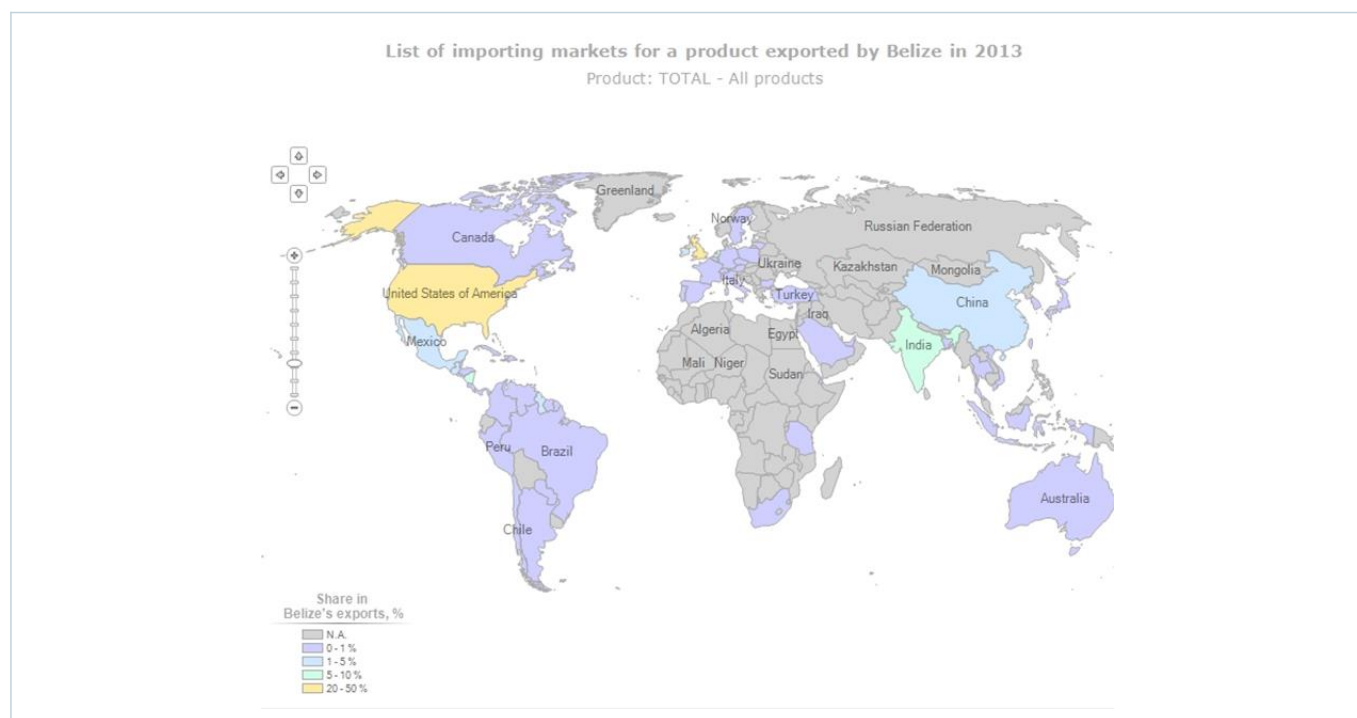 List of importing markets for a product exported by Belize in 2013
Product: TOTAL - All products
Greenland
Norway
Russian Federation
Canada
Ukraine
Kazakhstan
Mongolia
Italy
United States of America
Turkey
China
Iraq
Algeria
Egypt
Mexico
India
Mali
Niger
Sudan
Peru
Brazil
Australia
Chile
Share in
Belize's exports, %
N.A.
0 - 1 %
1 - 5 %
5 - 10 %
20 - 50 %